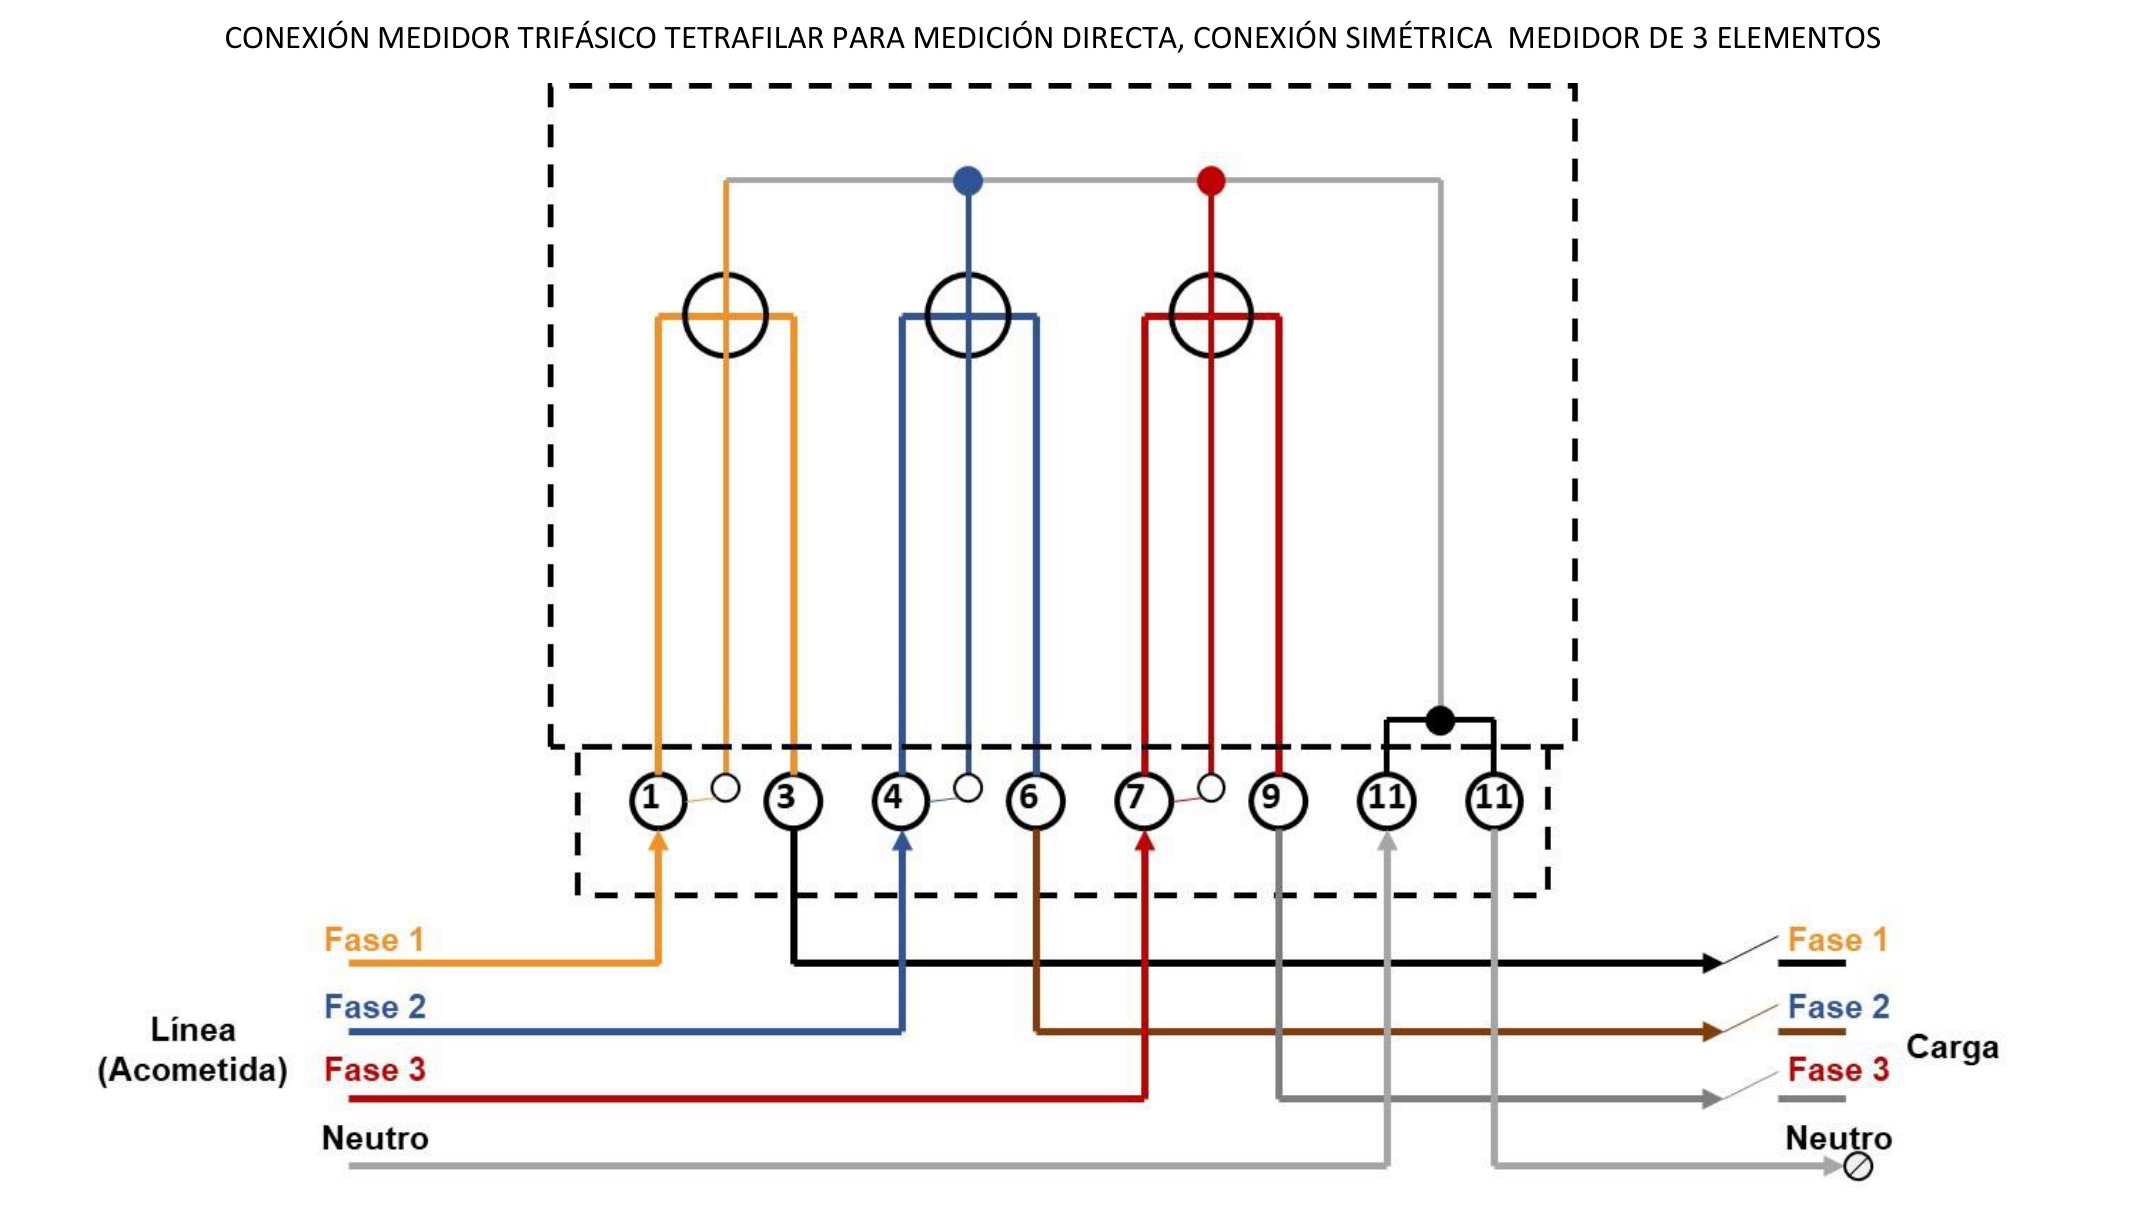 CONEXIÓN MEDIDOR TRIFÁSICO TETRAFILAR PARA MEDICIÓN DIRECTA, CONEXIÓN SIMÉTRICA  MEDIDOR DE 3 ELEMENTOS
1 3 4 6 7 9 11 11
Fase 1
Fase 2
Línea
(Acometida)
Fase 3
Neutro
Fase 1
Fase 2
Carga
Fase 3
Neutro